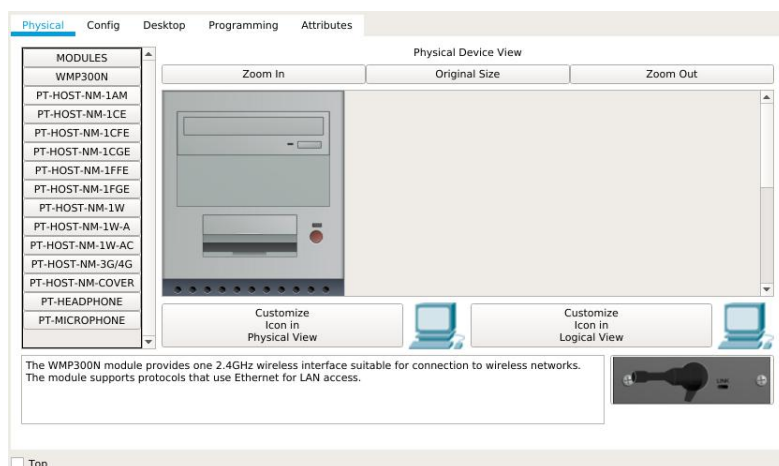 Physical Config Desktop Programming Attributes
MODULES
WMP300N
PT-HOST-NM-1AM
PT-HOST-NM-1CE
PT-HOST-NM-1CFE
PT-HOST-NM-1CGE
PT-HOST-NM-1FFE
PT-HOST-NM-1FGE
PT-HOST-NM-1W
PT-HOST-NM-1W-A
PT-HOST-NM-1W-AC
PT-HOST-NM-3G/4G
PT-HOST-NM-COVER
PT-HEADPHONE
PT-MICROPHONE
Physical Device View
Zoom In Original Size Zoom Out
Customize
Icon in
Physical View
Customize
Icon in
Logical View
The WMP300N module provides one 2.4GHz wireless interface suitable for connection to wireless networks.
The module supports protocols that use Ethernet for LAN access.
LINK
Top